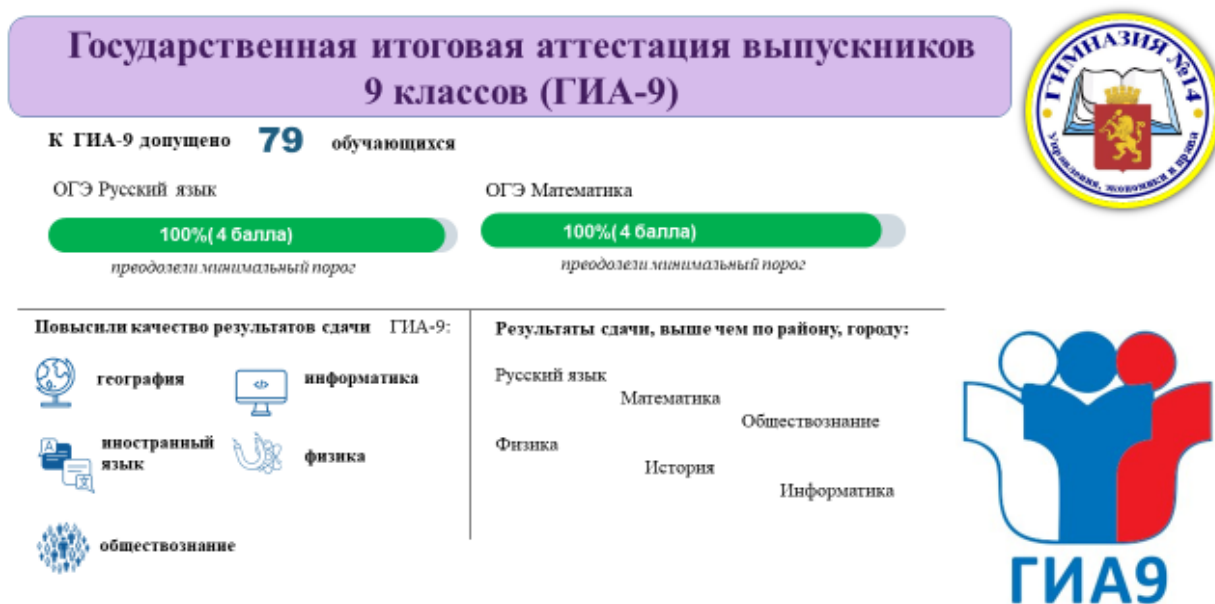 Государственная итоговая аттестация выпускников
9 классов (ГИА-9)
ГИМНАЗИЯ №14
Управления, экономики и права
К ГИА-9 допущено 79 обучающихся
ОГЭ Русский язык
100%( 4 балла)
преодолели минимальный порог
ОГЭ Математика
100%( 4 балла)
преодолели минимальный порог
Повысили качество результатов сдачи ГИА-9:
география
информатика
иностранный
язык
физика
обществознание
Результаты сдачи, выше чем по району, городу:
Русский язык
Математика
Обществознание
Физика
История
Информатика
ГИА9